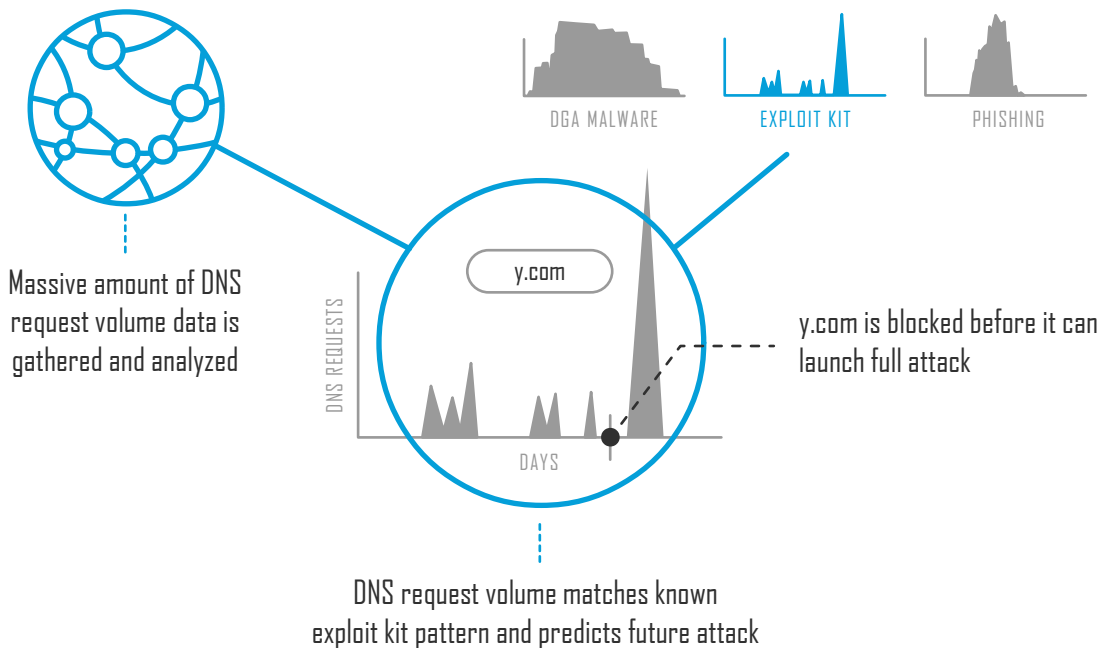 DGA MALWARE
EXPLOIT KIT
PHISHING
Massive amount of DNS
request volume data is
gathered and analyzed
y.com
DNS REQUESTS
DAYS
y.com is blocked before it can
launch full attack
DNS request volume matches known
exploit kit pattern and predicts future attack